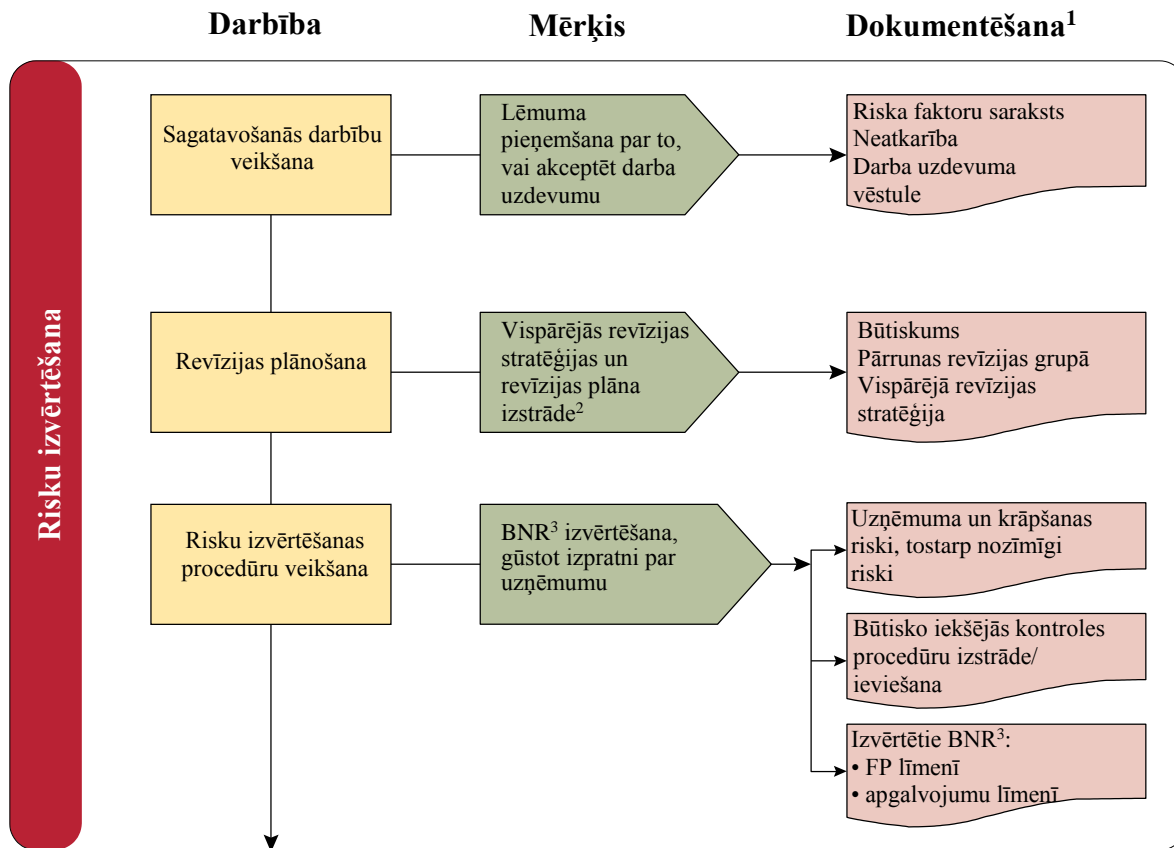 Darbība
Mērķis
Dokumentēšana¹
Risku izvērtēšana
Sagatavošanās darbību
veikšana
Lēmuma
pieņemšana par to,
vai akceptēt darba
uzdevumu
Riska faktoru saraksts
Neatkarība
Darba uzdevuma
vēstule
Revīzijas plānošana
Vispārējās revīzijas
stratēģijas un
revīzijas plāna
izstrāde²
Būtiskums
Pārrunas revīzijas grupā
Vispārējā revīzijas
stratēģija
Risku izvērtēšanas
procedūru veikšana
BNR³ izvērtēšana,
gūstot izpratni par
uzņēmumu
Uzņēmuma un krāpšanas
riski, tostarp nozīmīgi
riski
Būtisko iekšējās kontroles
procedūru izstrāde/
ieviešana
Izvērtētie BNR³:
• FP līmenī
• apgalvojumu līmenī